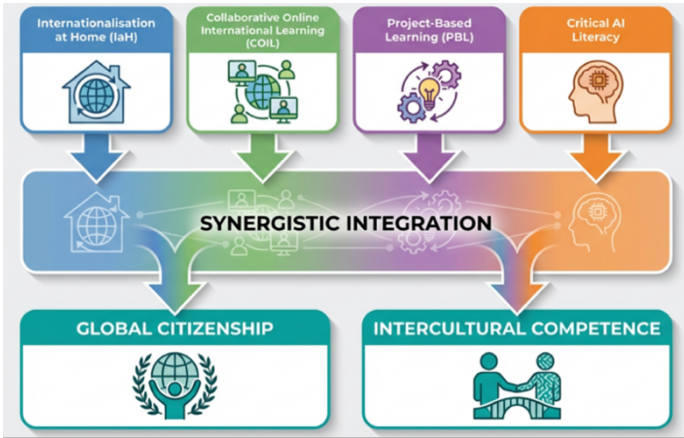 Internationalisation
at Home (IaH)
Collaborative Online
International Learning
(COIL)
Project-Based
Learning (PBL)
Critical AI
Literacy
SYNERGISTIC INTEGRATION
GLOBAL CITIZENSHIP
INTERCULTURAL COMPETENCE